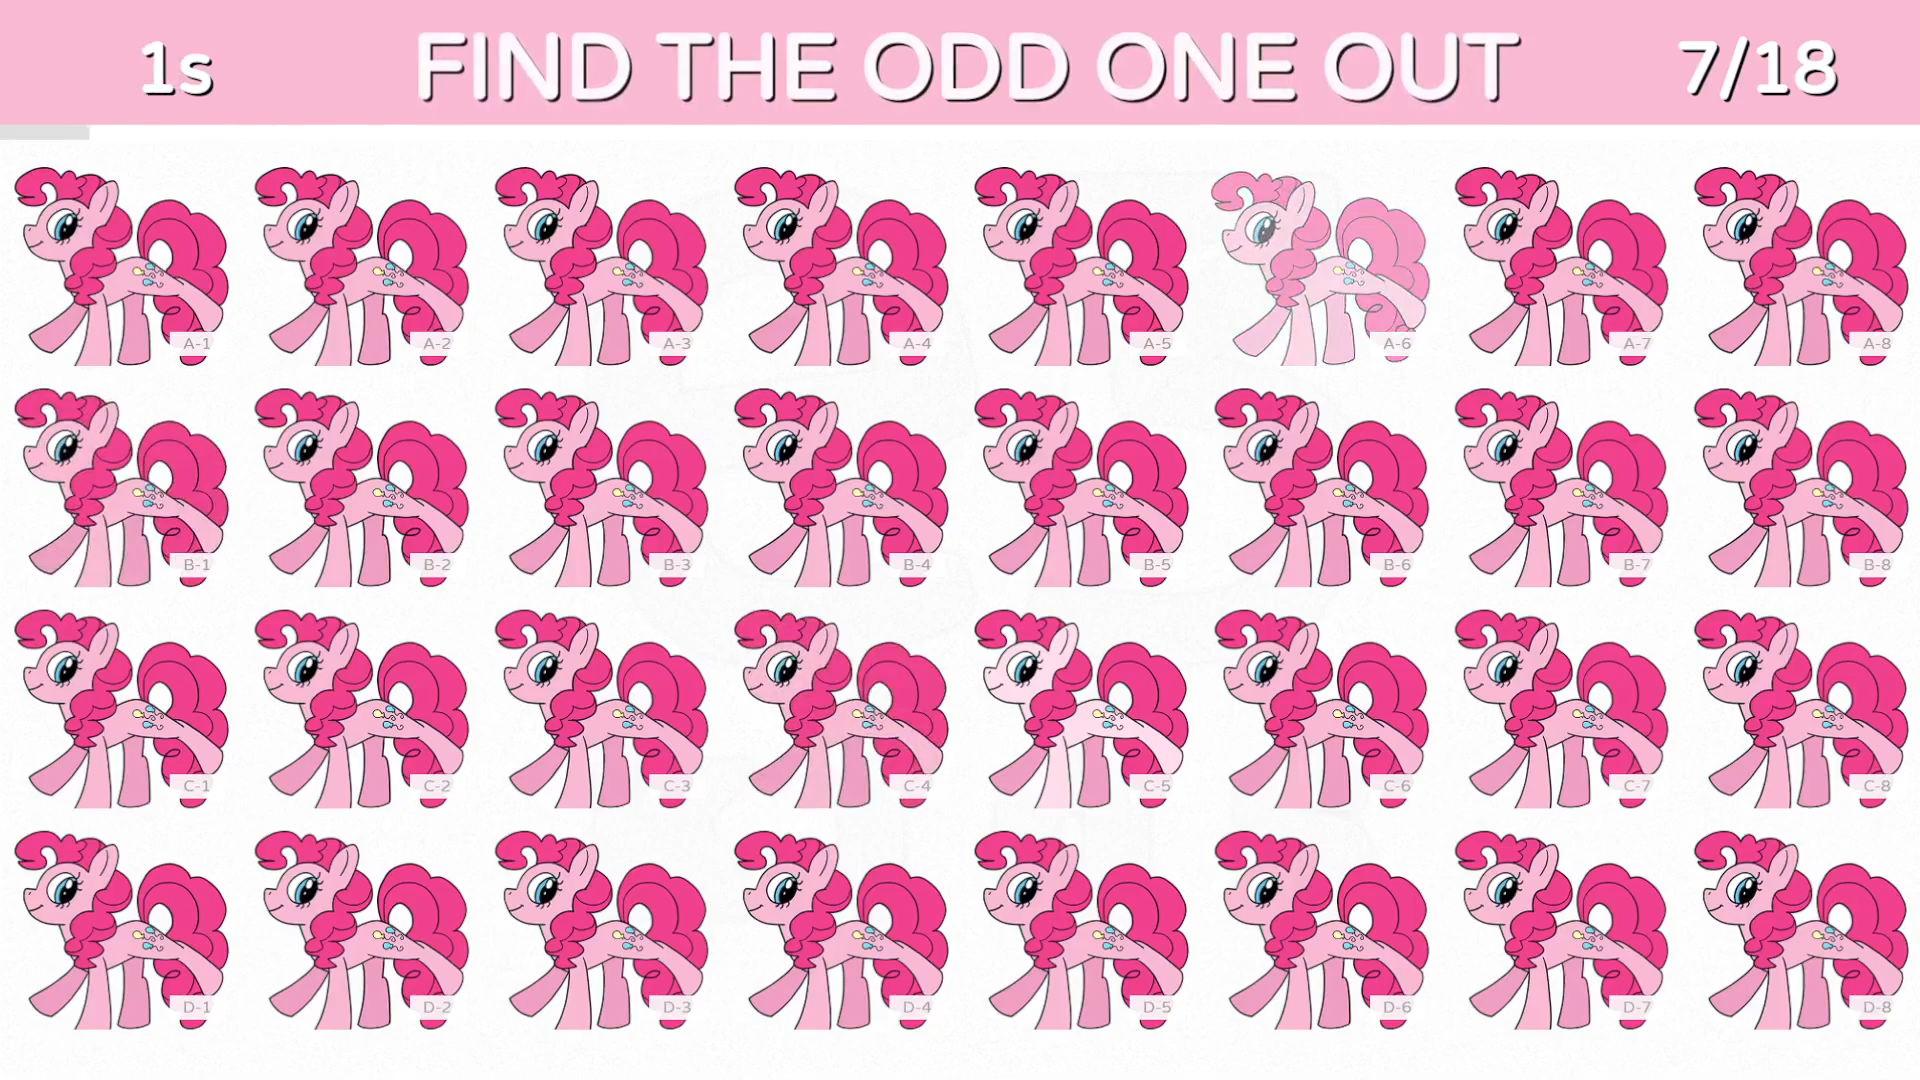 1s FIND THE ODD ONE OUT 7/18
A-1 A-2 A-3 A-4 A-5 A-6 A-7 A-8
B-1 B-2 B-3 B-4 B-5 B-6 B-7 B-8
C-1 C-2 C-3 C-4 C-5 C-6 C-7 C-8
D-1 D-2 D-3 D-4 D-5 D-6 D-7 D-8